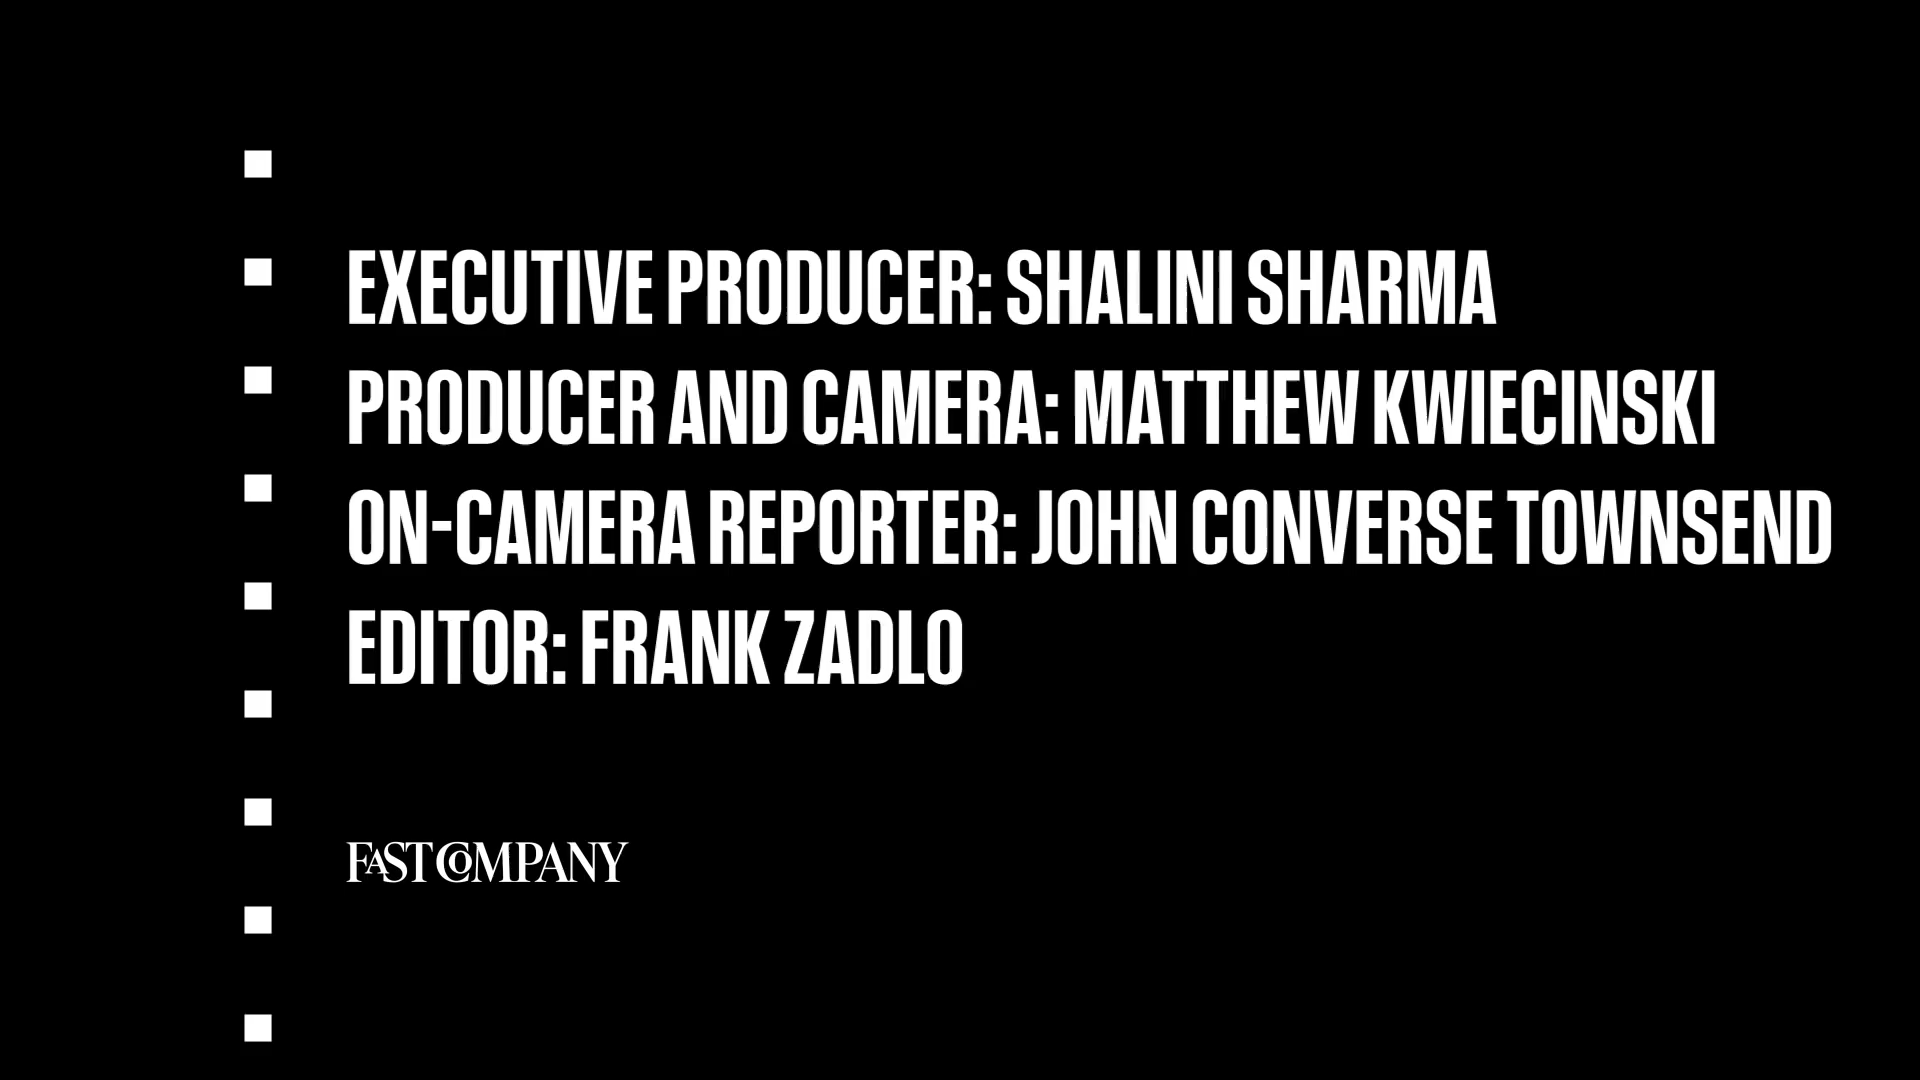 EXECUTIVE PRODUCER: SHALINI SHARMA
PRODUCER AND CAMERA: MATTHEW KWIECINSKI
ON-CAMERA REPORTER: JOHN CONVERSE TOWNSEND
EDITOR: FRANK ZADLO
FAST COMPANY